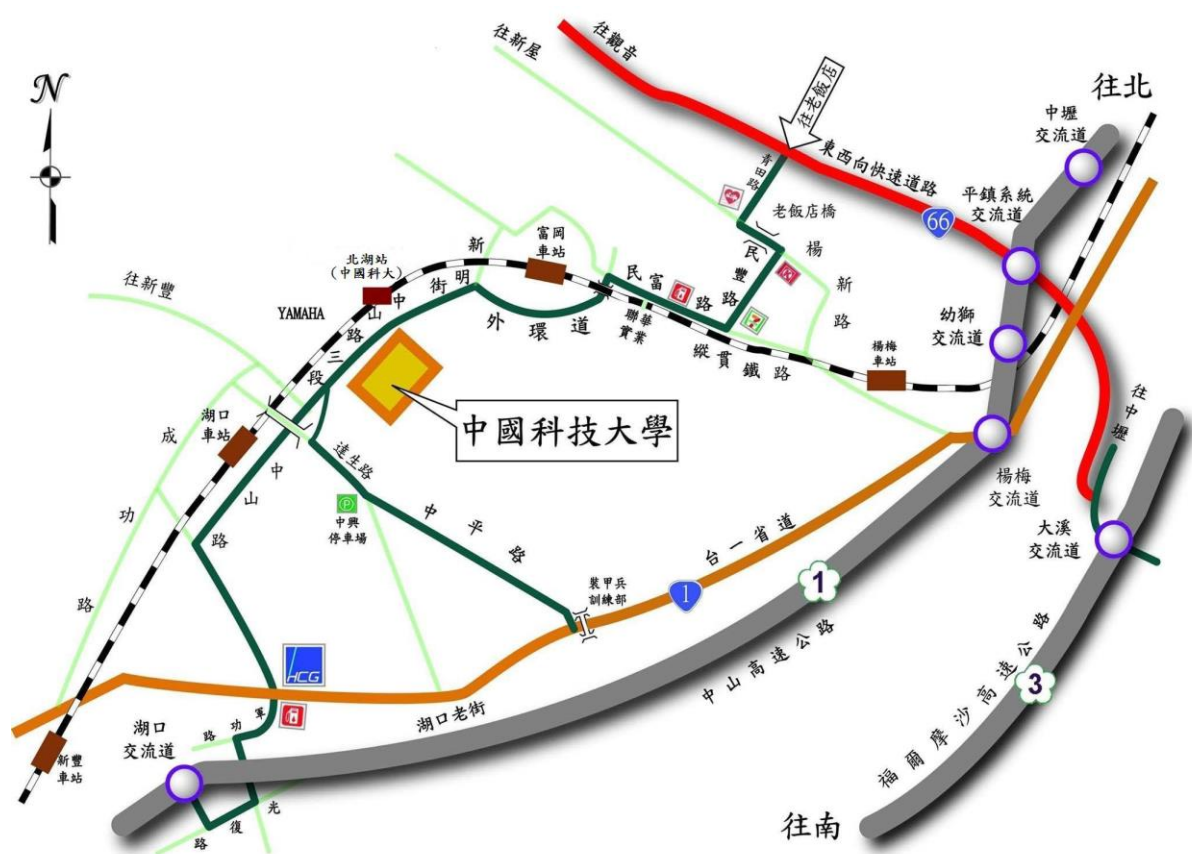 往新屋
往觀音
往老飯店
往北
中壢
交流道
N
青田路
東西向快速道路
平鎮系統
交流道
66
老飯店橋
富岡
車站
新明街
北湖站
(中國科大)
民豐路
楊新路
民富路
往新豐
YAMAHA
外環道
聯華
實業
7
幼獅
交流道
縱貫鐵路
楊梅
車站
中山路三段
往中壢
湖口
車站
中國科技大學
成功路
達生路
楊梅
交流道
中山路
P
中興
停車場
中平路
大溪
交流道
台一省道
裝甲兵
訓練部
1
1
中山高速公路
HCG
3
福爾摩沙高速公路
湖口老街
湖口
交流道
軍功路
新豐
車站
光復路
往南